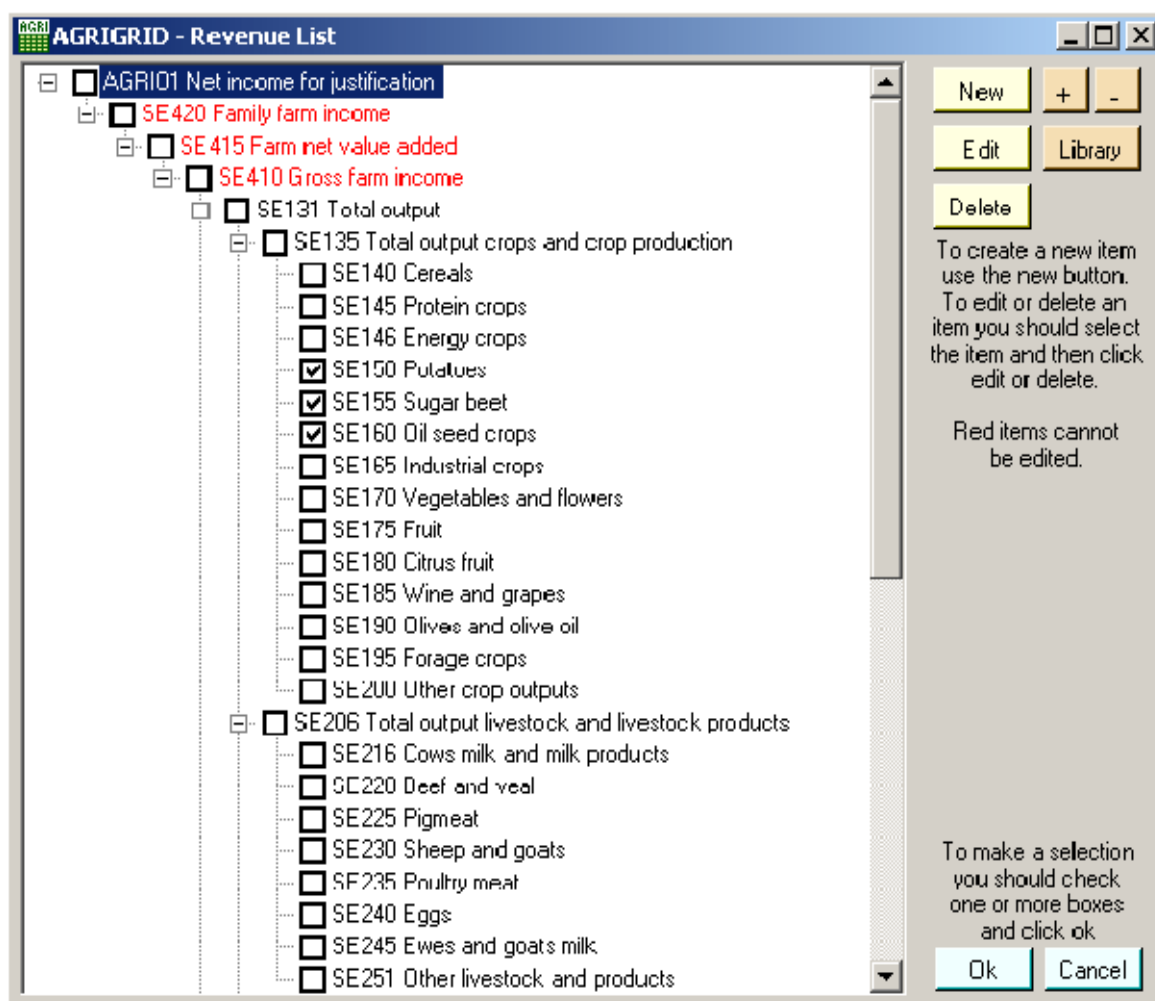 AGRI AGRIGRID - Revenue List
AGRI01 Net income for justification
SE420 Family farm income
SE415 Farm net value added
SE410 Gross farm income
SE131 Total output
SE135 Total output crops and crop production
SE140 Cereals
SE145 Protein crops
SE146 Energy crops
SE150 Potatoes
SE155 Sugar beet
SE160 Oil seed crops
SE165 Industrial crops
SE170 Vegetables and flowers
SE175 Fruit
SE180 Citrus fruit
SE185 Wine and grapes
SE190 Olives and olive oil
SE195 Forage crops
SE200 Other crop outputs
SE206 Total output livestock and livestock products
SE216 Cows milk and milk products
SE220 Beef and veal
SE225 Pigmeat
SE230 Sheep and goats
SE235 Poultry meat
SE240 Eggs
SE245 Ewes and goats milk
SE251 Other livestock and products
New + -
Edit Library
Delete
To create a new item
use the new button.
To edit or delete an
item you should select
the item and then click
edit or delete.
Red items cannot
be edited.
To make a selection
you should check
one or more boxes
and click ok
Ok Cancel